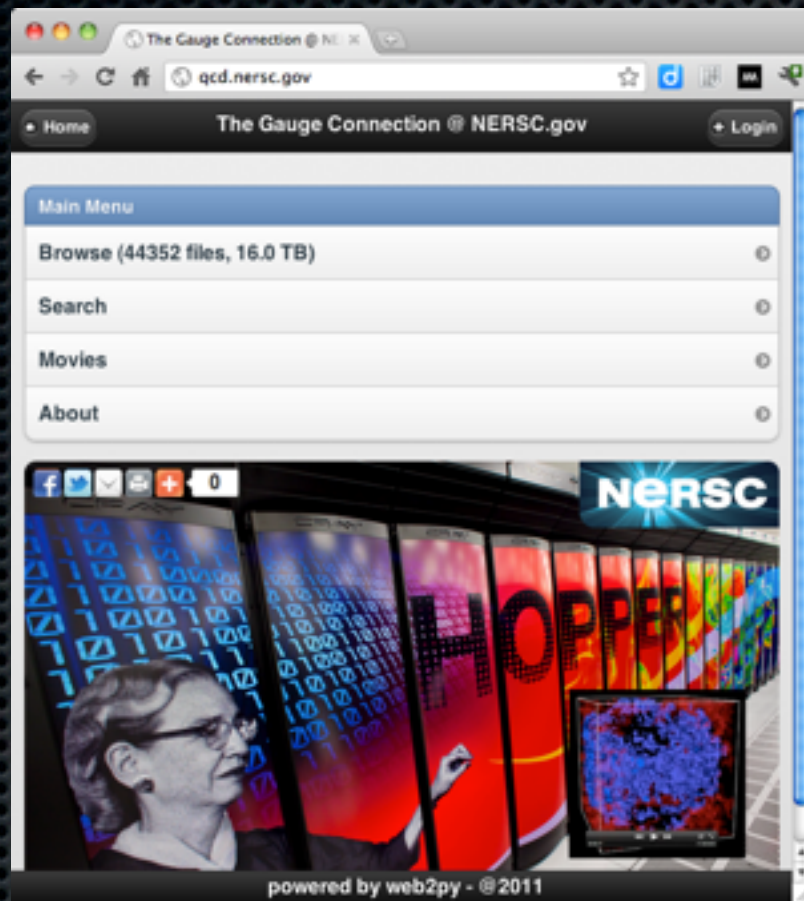 The Gauge Connection @ NE
qcd.nersc.gov
Home
The Gauge Connection @ NERSC.gov
+ Login
Main Menu
Browse (44352 files, 16.0 TB)
Search
Movies
About
0
NERSC
HOPPER
powered by web2py - @2011